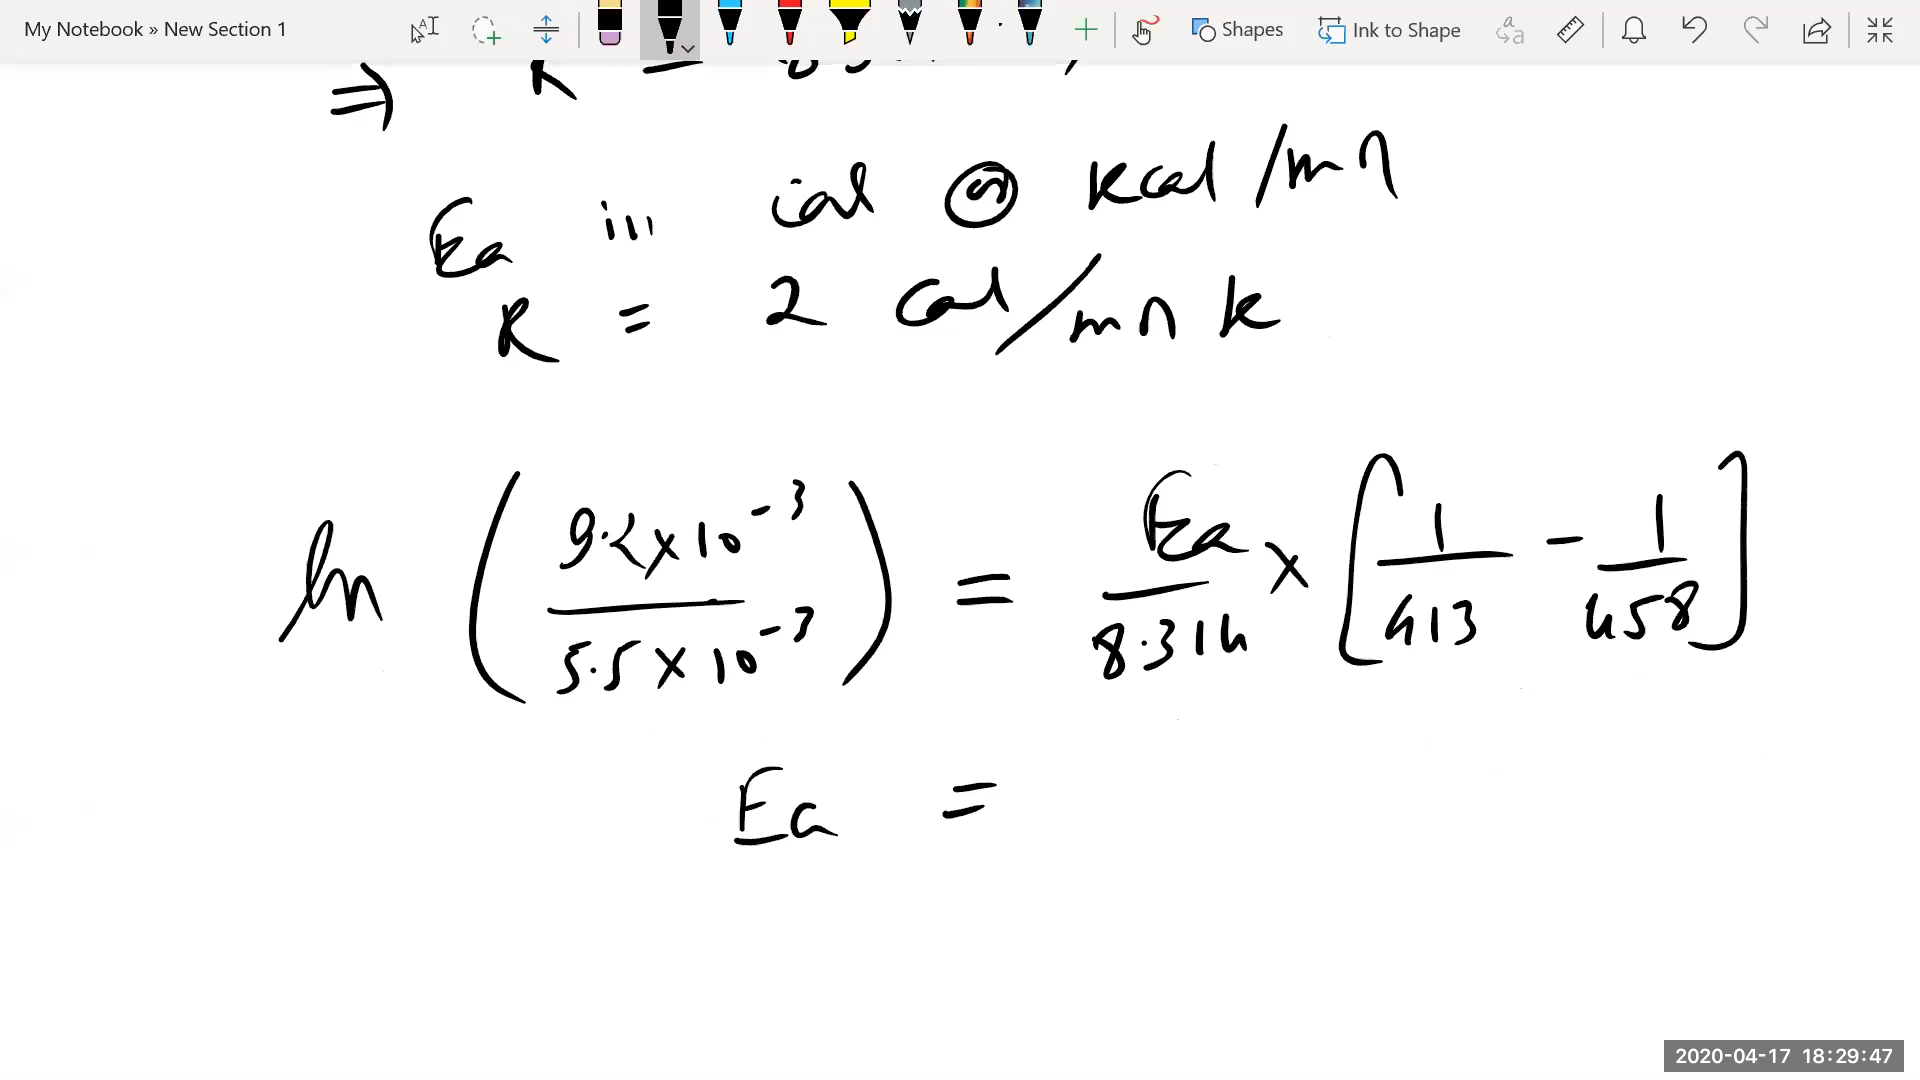 My Notebook » New Section 1
Shapes
Ink to Shape
⇒ R =
Ea in cal or kcal/mol
R = 2 cal/mol k
ln ( 9.2 x 10^-3 / 5.5 x 10^-3 ) = Ea / 8.314 x [ 1/413 - 1/458 ]
Ea =
2020-04-17 18:29:47